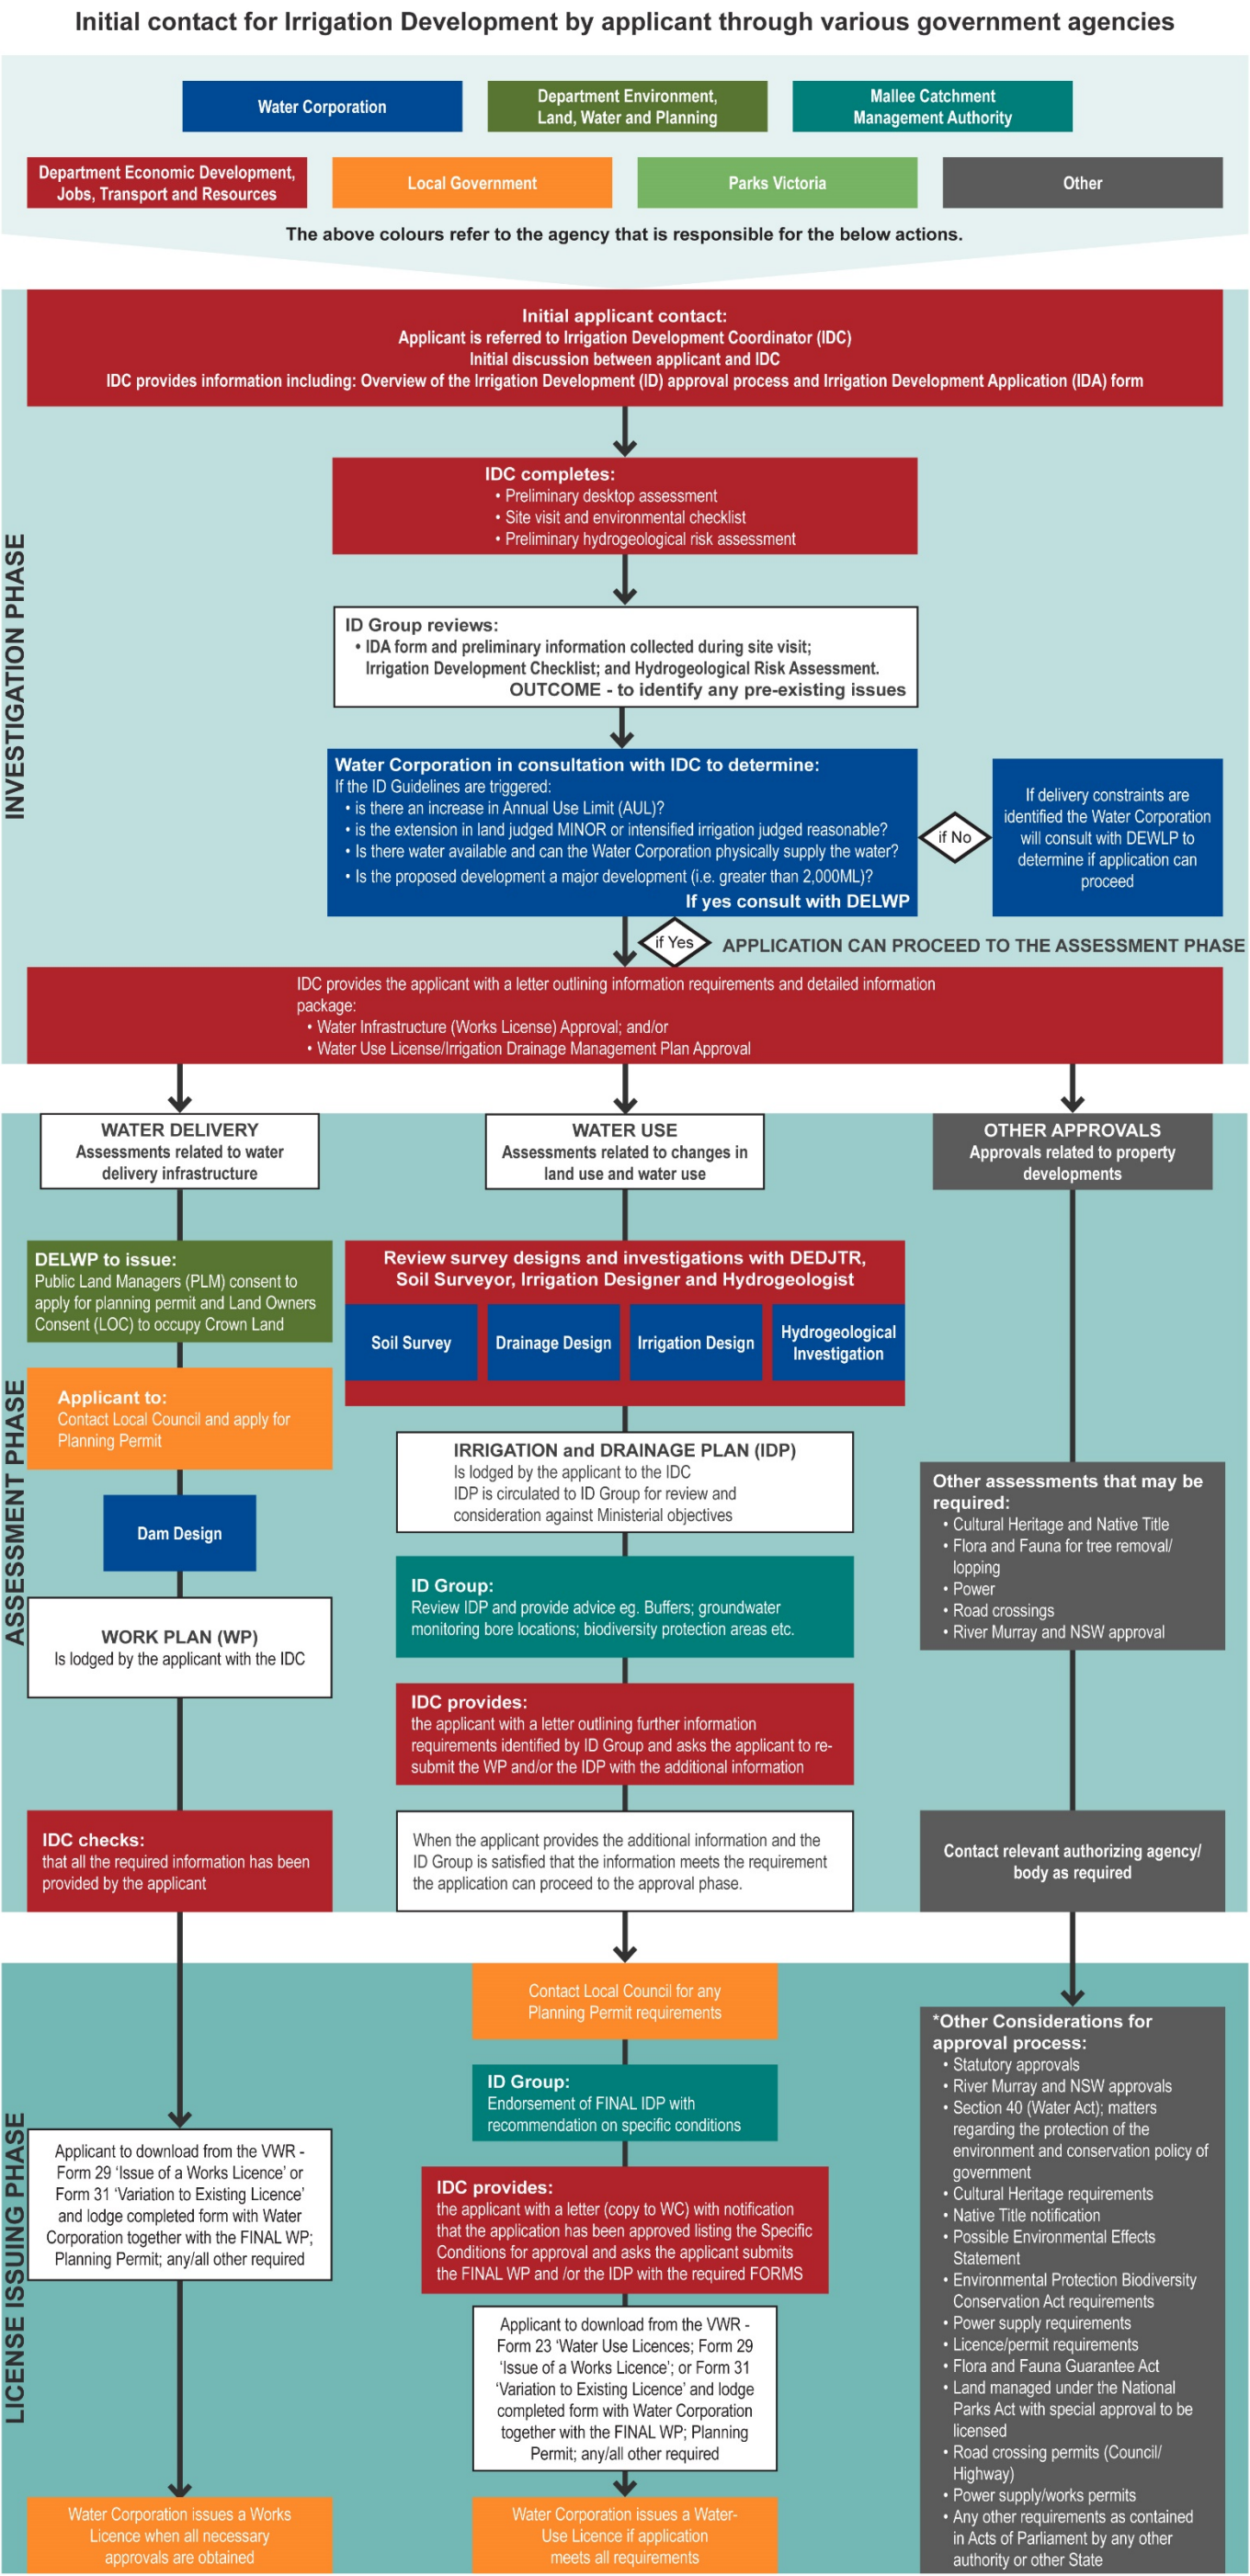 Initial contact for Irrigation Development by applicant through various government agencies
Water Corporation
Department Environment,
Land, Water and Planning
Mallee Catchment
Management Authority
Department Economic Development,
Jobs, Transport and Resources
Local Government
Parks Victoria
Other
The above colours refer to the agency that is responsible for the below actions.
INVESTIGATION PHASE
Initial applicant contact:
Applicant is referred to Irrigation Development Coordinator (IDC)
Initial discussion between applicant and IDC
IDC provides information including: Overview of the Irrigation Development (ID) approval process and Irrigation Development Application (IDA) form
IDC completes:
• Preliminary desktop assessment
• Site visit and environmental checklist
• Preliminary hydrogeological risk assessment
ID Group reviews:
• IDA form and preliminary information collected during site visit;
Irrigation Development Checklist; and Hydrogeological Risk Assessment.
OUTCOME - to identify any pre-existing issues
Water Corporation in consultation with IDC to determine:
If the ID Guidelines are triggered:
• is there an increase in Annual Use Limit (AUL)?
• is the extension in land judged MINOR or intensified irrigation judged reasonable?
• Is there water available and can the Water Corporation physically supply the water?
• Is the proposed development a major development (i.e. greater than 2,000ML)?
If yes consult with DELWP
if No
If delivery constraints are
identified the Water Corporation
will consult with DEWLP to
determine if application can
proceed
if Yes
APPLICATION CAN PROCEED TO THE ASSESSMENT PHASE
IDC provides the applicant with a letter outlining information requirements and detailed information
package:
• Water Infrastructure (Works License) Approval; and/or
• Water Use License/Irrigation Drainage Management Plan Approval
ASSESSMENT PHASE
WATER DELIVERY
Assessments related to water
delivery infrastructure
DELWP to issue:
Public Land Managers (PLM) consent to
apply for planning permit and Land Owners
Consent (LOC) to occupy Crown Land
Applicant to:
Contact Local Council and apply for
Planning Permit
Dam Design
WORK PLAN (WP)
Is lodged by the applicant with the IDC
IDC checks:
that all the required information has been
provided by the applicant
WATER USE
Assessments related to changes in
land use and water use
Review survey designs and investigations with DEDJTR,
Soil Surveyor, Irrigation Designer and Hydrogeologist
Soil Survey
Drainage Design
Irrigation Design
Hydrogeological
Investigation
IRRIGATION and DRAINAGE PLAN (IDP)
Is lodged by the applicant to the IDC
IDP is circulated to ID Group for review and
consideration against Ministerial objectives
ID Group:
Review IDP and provide advice eg. Buffers; groundwater
monitoring bore locations; biodiversity protection areas etc.
IDC provides:
the applicant with a letter outlining further information
requirements identified by ID Group and asks the applicant to re-
submit the WP and/or the IDP with the additional information
When the applicant provides the additional information and the
ID Group is satisfied that the information meets the requirement
the application can proceed to the approval phase.
OTHER APPROVALS
Approvals related to property
developments
Other assessments that may be
required:
• Cultural Heritage and Native Title
• Flora and Fauna for tree removal/
lopping
• Power
• Road crossings
• River Murray and NSW approval
Contact relevant authorizing agency/
body as required
LICENSE ISSUING PHASE
Applicant to download from the VWR -
Form 29 ‘Issue of a Works Licence’ or
Form 31 ‘Variation to Existing Licence’
and lodge completed form with Water
Corporation together with the FINAL WP;
Planning Permit; any/all other required
Water Corporation issues a Works
Licence when all necessary
approvals are obtained
Contact Local Council for any
Planning Permit requirements
ID Group:
Endorsement of FINAL IDP with
recommendation on specific conditions
IDC provides:
the applicant with a letter (copy to WC) with notification
that the application has been approved listing the Specific
Conditions for approval and asks the applicant submits
the FINAL WP and /or the IDP with the required FORMS
Applicant to download from the VWR -
Form 23 ‘Water Use Licences; Form 29
‘Issue of a Works Licence’; or Form 31
‘Variation to Existing Licence’ and lodge
completed form with Water Corporation
together with the FINAL WP; Planning
Permit; any/all other required
Water Corporation issues a Water-
Use Licence if application
meets all requirements
*Other Considerations for
approval process:
• Statutory approvals
• River Murray and NSW approvals
• Section 40 (Water Act); matters
regarding the protection of the
environment and conservation policy of
government
• Cultural Heritage requirements
• Native Title notification
• Possible Environmental Effects
Statement
• Environmental Protection Biodiversity
Conservation Act requirements
• Power supply requirements
• Licence/permit requirements
• Flora and Fauna Guarantee Act
• Land managed under the National
Parks Act with special approval to be
licensed
• Road crossing permits (Council/
Highway)
• Power supply/works permits
• Any other requirements as contained
in Acts of Parliament by any other
authority or other State